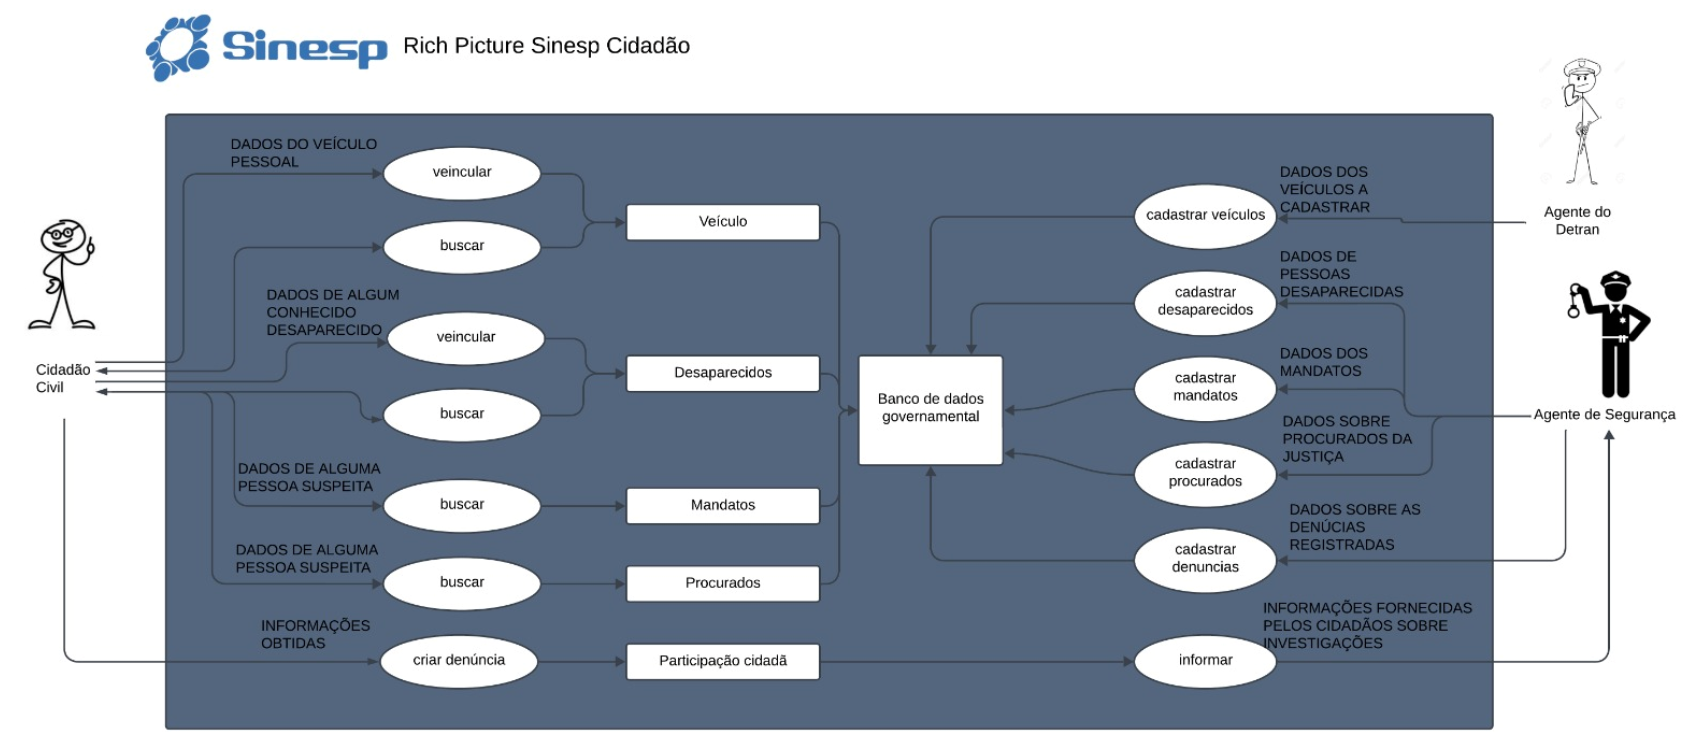 Sinesp
Rich Picture Sinesp Cidadão
DADOS DO VEÍCULO
PESSOAL
veincular
buscar
Veículo
DADOS DE ALGUM
CONHECIDO
DESAPARECIDO
veincular
buscar
Desaparecidos
Cidadão
Civil
DADOS DE ALGUMA
PESSOA SUSPEITA
buscar
Mandatos
DADOS DE ALGUMA
PESSOA SUSPEITA
buscar
Procurados
INFORMAÇÕES
OBTIDAS
criar denúncia
Participação cidadã
Banco de dados
governamental
cadastrar veículos
DADOS DOS
VEÍCULOS A
CADASTRAR
Agente do
Detran
cadastrar
desaparecidos
DADOS DE
PESSOAS
DESAPARECIDAS
cadastrar
mandatos
DADOS DOS
MANDATOS
Agente de Segurança
cadastrar
procurados
DADOS SOBRE
PROCURADOS DA
JUSTIÇA
cadastrar
denuncias
DADOS SOBRE AS
DENÚCIAS
REGISTRADAS
informar
INFORMAÇÕES FORNECIDAS
PELOS CIDADÃOS SOBRE
INVESTIGAÇÕES